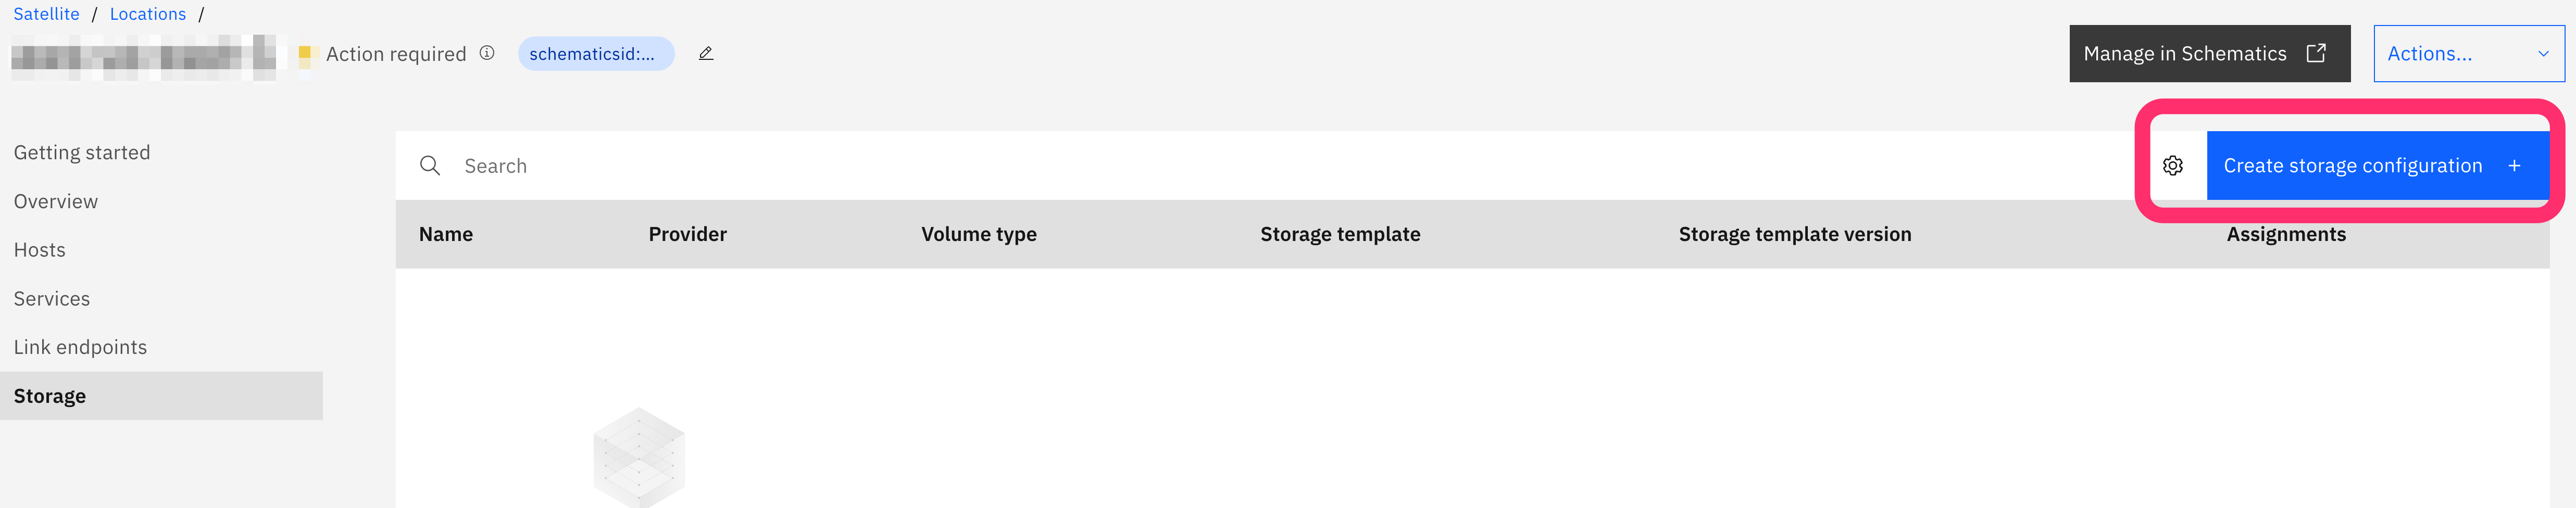 Satellite / Locations /
Action required schematicsid:...
Manage in Schematics
Actions...
Getting started
Overview
Hosts
Services
Link endpoints
Storage
Search
Create storage configuration +
Name Provider Volume type Storage template Storage template version Assignments